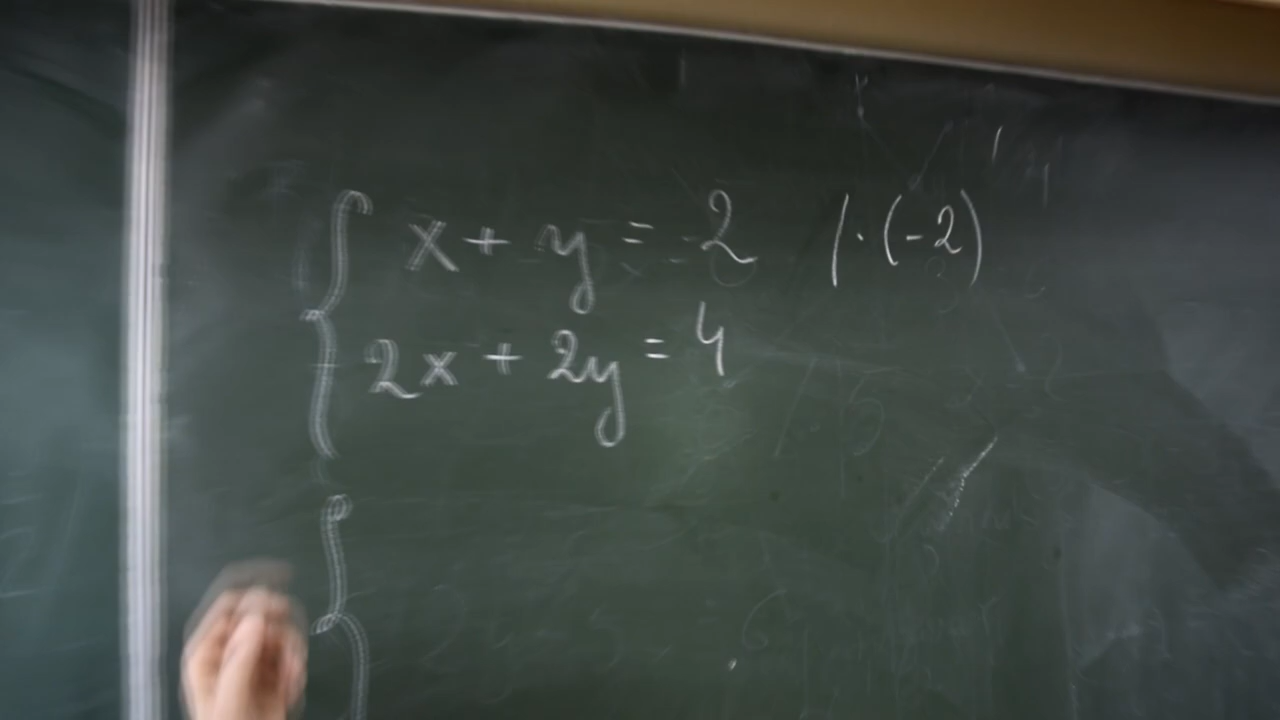 x + y = 2 /·(-2)
2x + 2y = 4